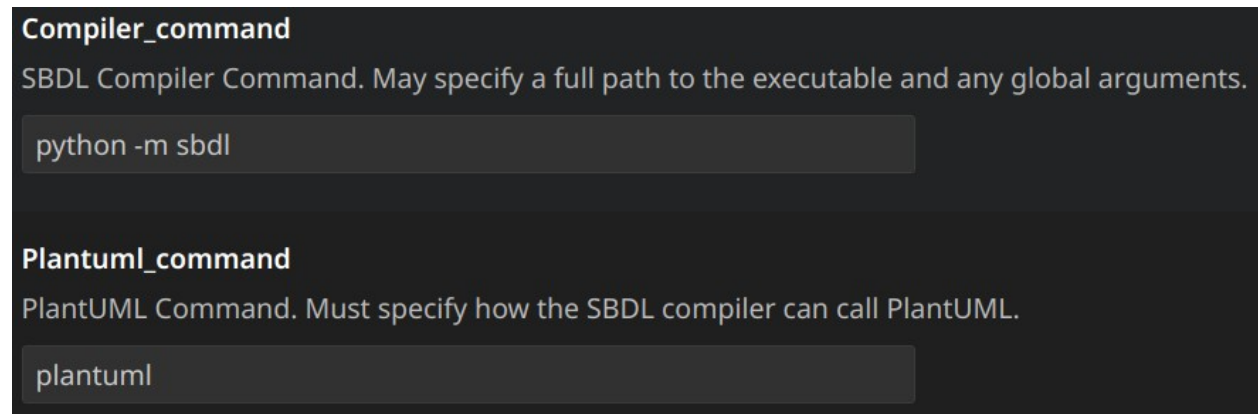 Compiler_command
SBDL Compiler Command. May specify a full path to the executable and any global arguments.
python -m sbdl
Plantuml_command
PlantUML Command. Must specify how the SBDL compiler can call PlantUML.
plantuml